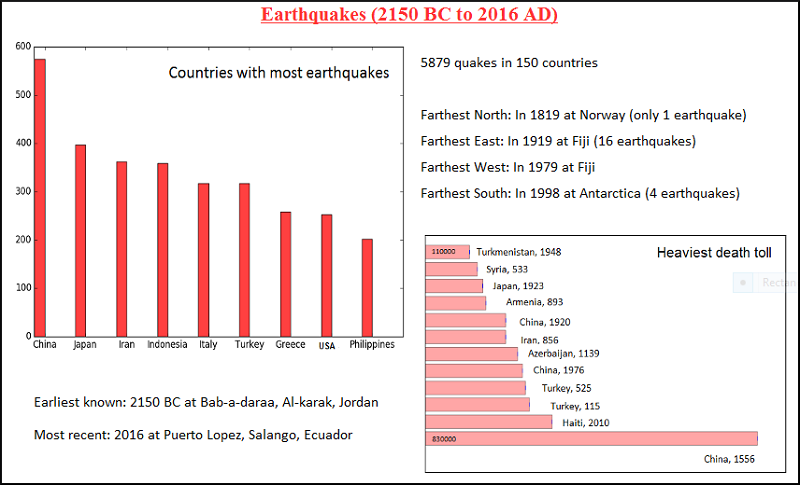 Earthquakes (2150 BC to 2016 AD)
Countries with most earthquakes
600
500
400
300
200
100
0
China Japan Iran Indonesia Italy Turkey Greece USA Philippines
Earliest known: 2150 BC at Bab-a-daraa, Al-karak, Jordan
Most recent: 2016 at Puerto Lopez, Salango, Ecuador
5879 quakes in 150 countries
Farthest North: In 1819 at Norway (only 1 earthquake)
Farthest East: In 1919 at Fiji (16 earthquakes)
Farthest West: In 1979 at Fiji
Farthest South: In 1998 at Antarctica (4 earthquakes)
Heaviest death toll
110000 Turkmenistan, 1948
Syria, 533
Japan, 1923
Armenia, 893
China, 1920
Iran, 856
Azerbaijan, 1139
China, 1976
Turkey, 525
Turkey, 115
Haiti, 2010
830000
China, 1556
Rectan